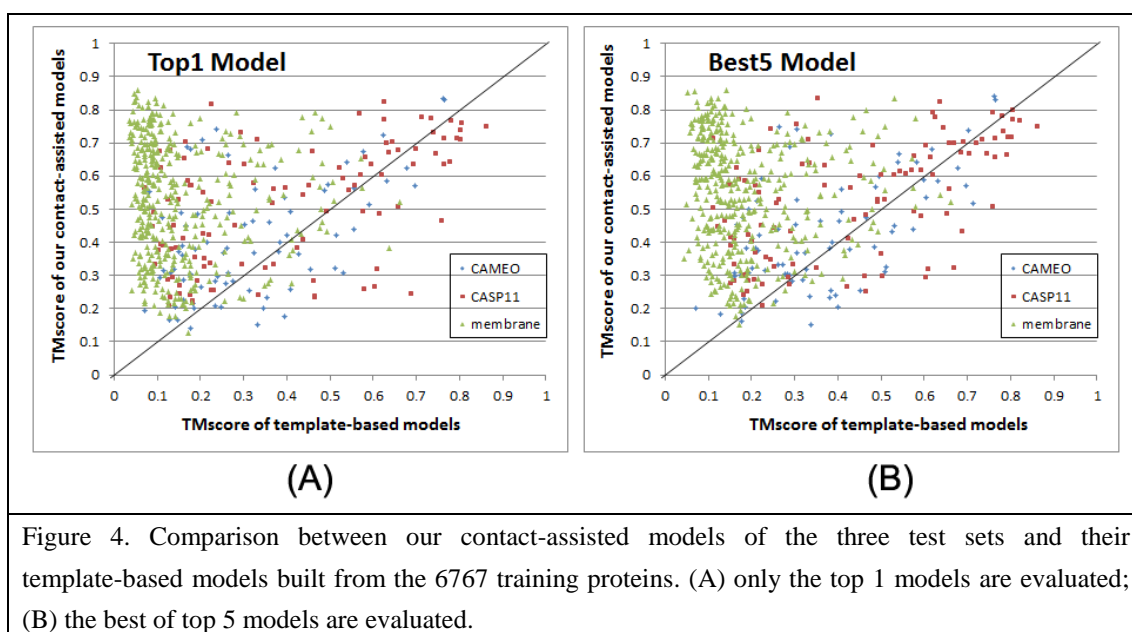 Top1 Model
TMscore of our contact-assisted models
1
0.9
0.8
0.7
0.6
0.5
0.4
0.3
0.2
0.1
0
0 0.1 0.2 0.3 0.4 0.5 0.6 0.7 0.8 0.9 1
TMscore of template-based models
CAMEO
CASP11
membrane
(A)
Best5 Model
TMscore of our contact-assisted models
1
0.9
0.8
0.7
0.6
0.5
0.4
0.3
0.2
0.1
0
0 0.1 0.2 0.3 0.4 0.5 0.6 0.7 0.8 0.9 1
TMscore of template-based models
CAMEO
CASP11
membrane
(B)
Figure 4. Comparison between our contact-assisted models of the three test sets and their
template-based models built from the 6767 training proteins. (A) only the top 1 models are evaluated;
(B) the best of top 5 models are evaluated.